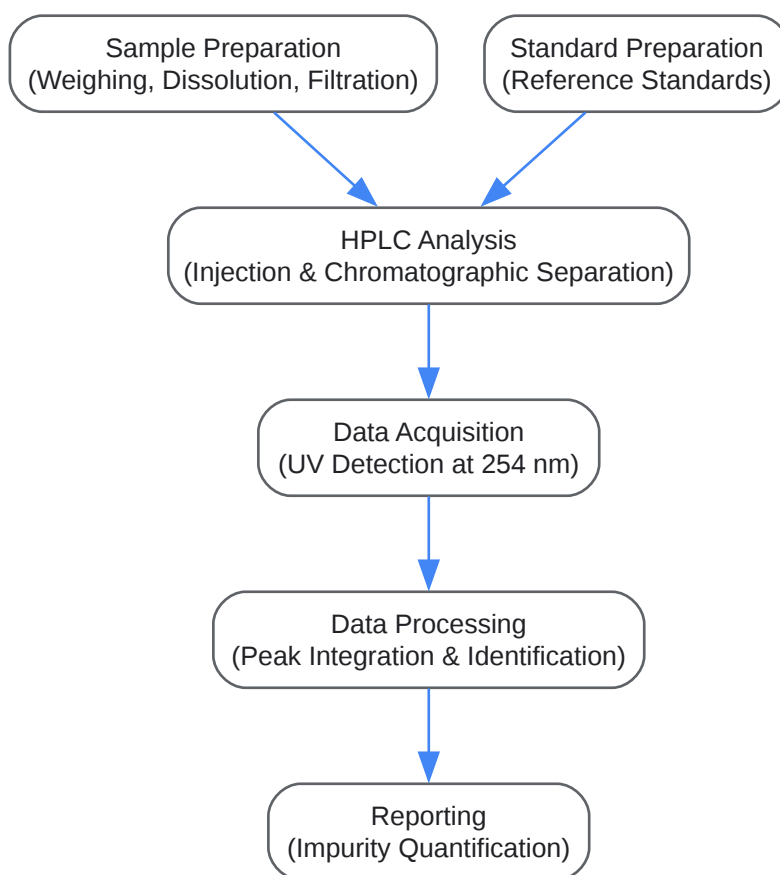 Sample Preparation
(Weighing, Dissolution, Filtration)
Standard Preparation
(Reference Standards)
HPLC Analysis
(Injection & Chromatographic Separation)
Data Acquisition
(UV Detection at 254 nm)
Data Processing
(Peak Integration & Identification)
Reporting
(Impurity Quantification)